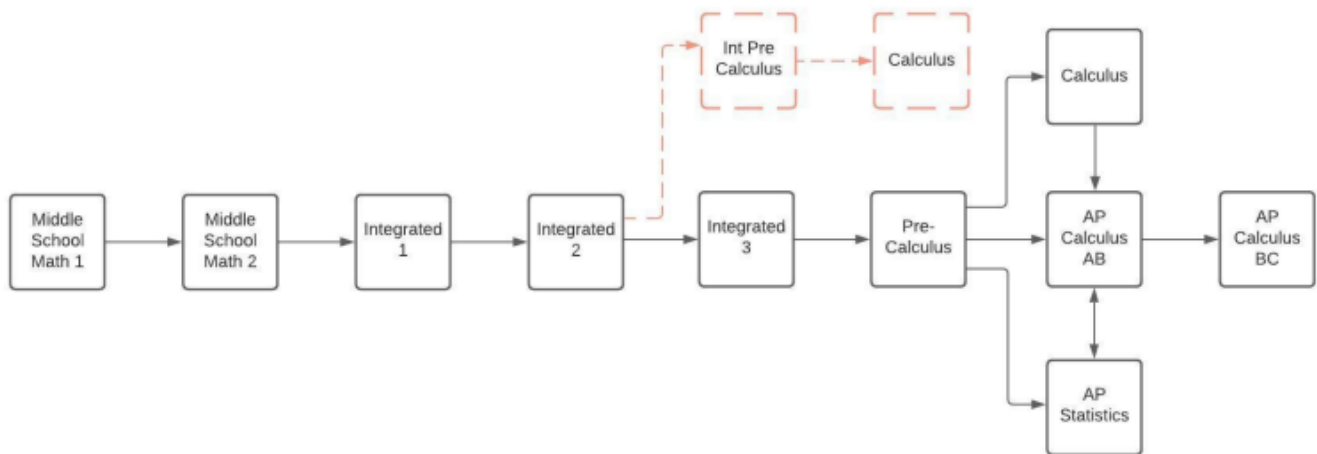 Int Pre
Calculus
Calculus
Calculus
Middle
School
Math 1
Middle
School
Math 2
Integrated
1
Integrated
2
Integrated
3
Pre-
Calculus
AP
Calculus
AB
AP
Calculus
BC
AP
Statistics